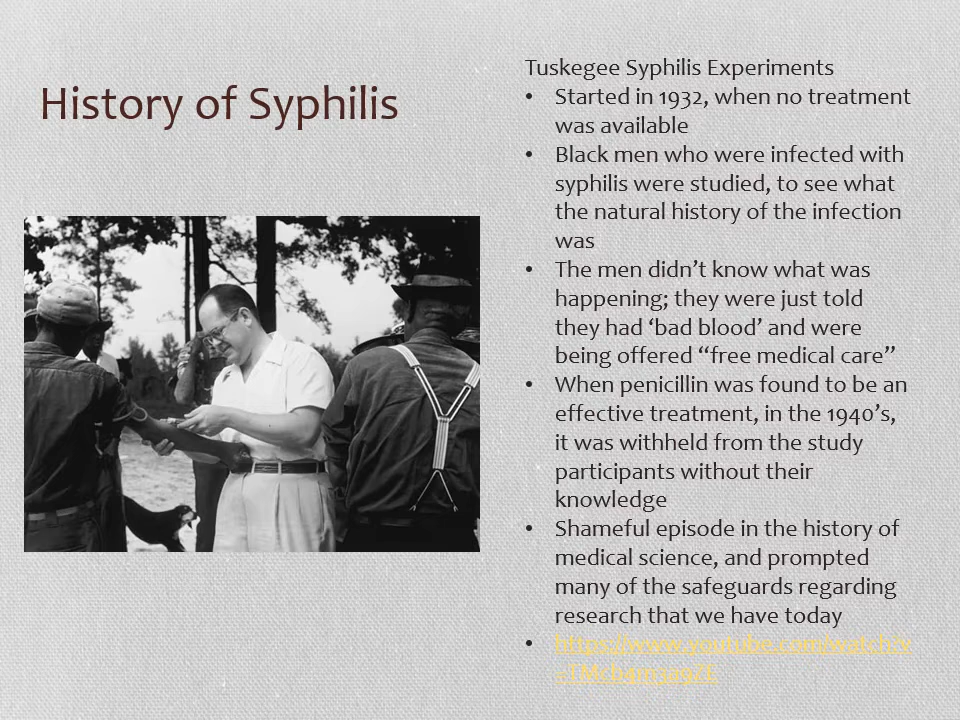 History of Syphilis
Tuskegee Syphilis Experiments
• Started in 1932, when no treatment
was available
• Black men who were infected with
syphilis were studied, to see what
the natural history of the infection
was
• The men didn’t know what was
happening; they were just told
they had ‘bad blood’ and were
being offered “free medical care”
• When penicillin was found to be an
effective treatment, in the 1940’s,
it was withheld from the study
participants without their
knowledge
• Shameful episode in the history of
medical science, and prompted
many of the safeguards regarding
research that we have today
• https://www.youtube.com/watch?v